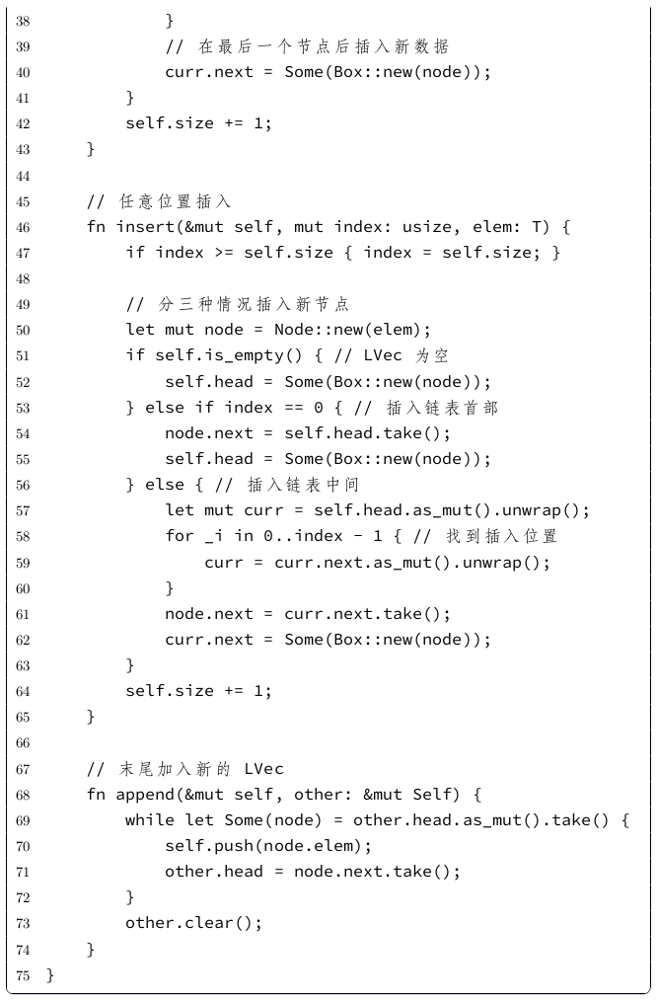 38 }
39 // 在最后一个节点后插入新数据
40 curr.next = Some(Box::new(node));
41 }
42 self.size += 1;
43 }
44
45 // 任意位置插入
46 fn insert(&mut self, mut index: usize, elem: T) {
47 if index >= self.size { index = self.size; }
48
49 // 分三种情况插入新节点
50 let mut node = Node::new(elem);
51 if self.is_empty() { // LVec 为空
52 self.head = Some(Box::new(node));
53 } else if index == 0 { // 插入链表首部
54 node.next = self.head.take();
55 self.head = Some(Box::new(node));
56 } else { // 插入链表中间
57 let mut curr = self.head.as_mut().unwrap();
58 for _i in 0..index - 1 { // 找到插入位置
59 curr = curr.next.as_mut().unwrap();
60 }
61 node.next = curr.next.take();
62 curr.next = Some(Box::new(node));
63 }
64 self.size += 1;
65 }
66
67 // 末尾加入新的 LVec
68 fn append(&mut self, other: &mut Self) {
69 while let Some(node) = other.head.as_mut().take() {
70 self.push(node.elem);
71 other.head = node.next.take();
72 }
73 other.clear();
74 }
75 }